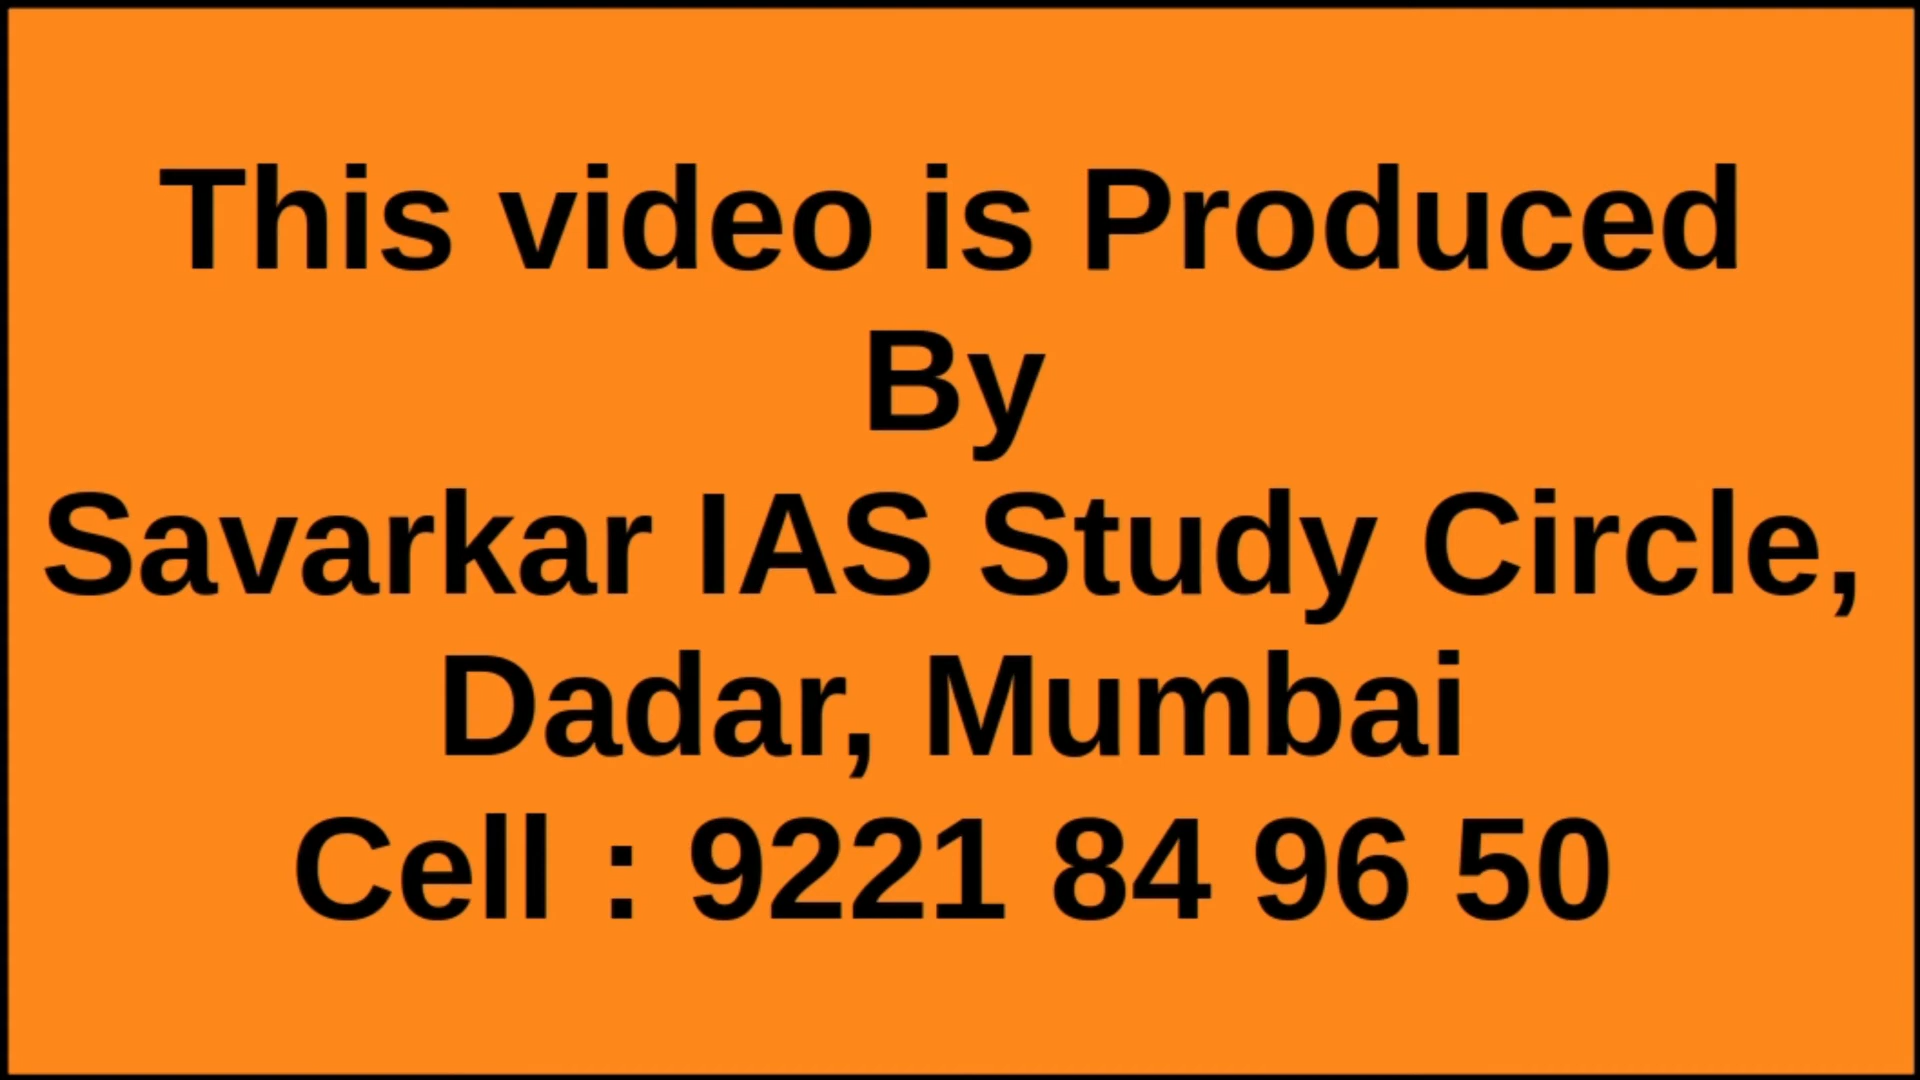 This video is Produced
By
Savarkar IAS Study Circle,
Dadar, Mumbai
Cell : 9221 84 96 50